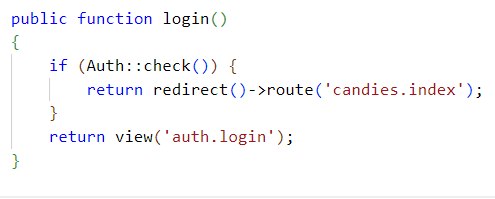 public function login()
{
    if (Auth::check()) {
        return redirect()->route('candies.index');
    }
    return view('auth.login');
}